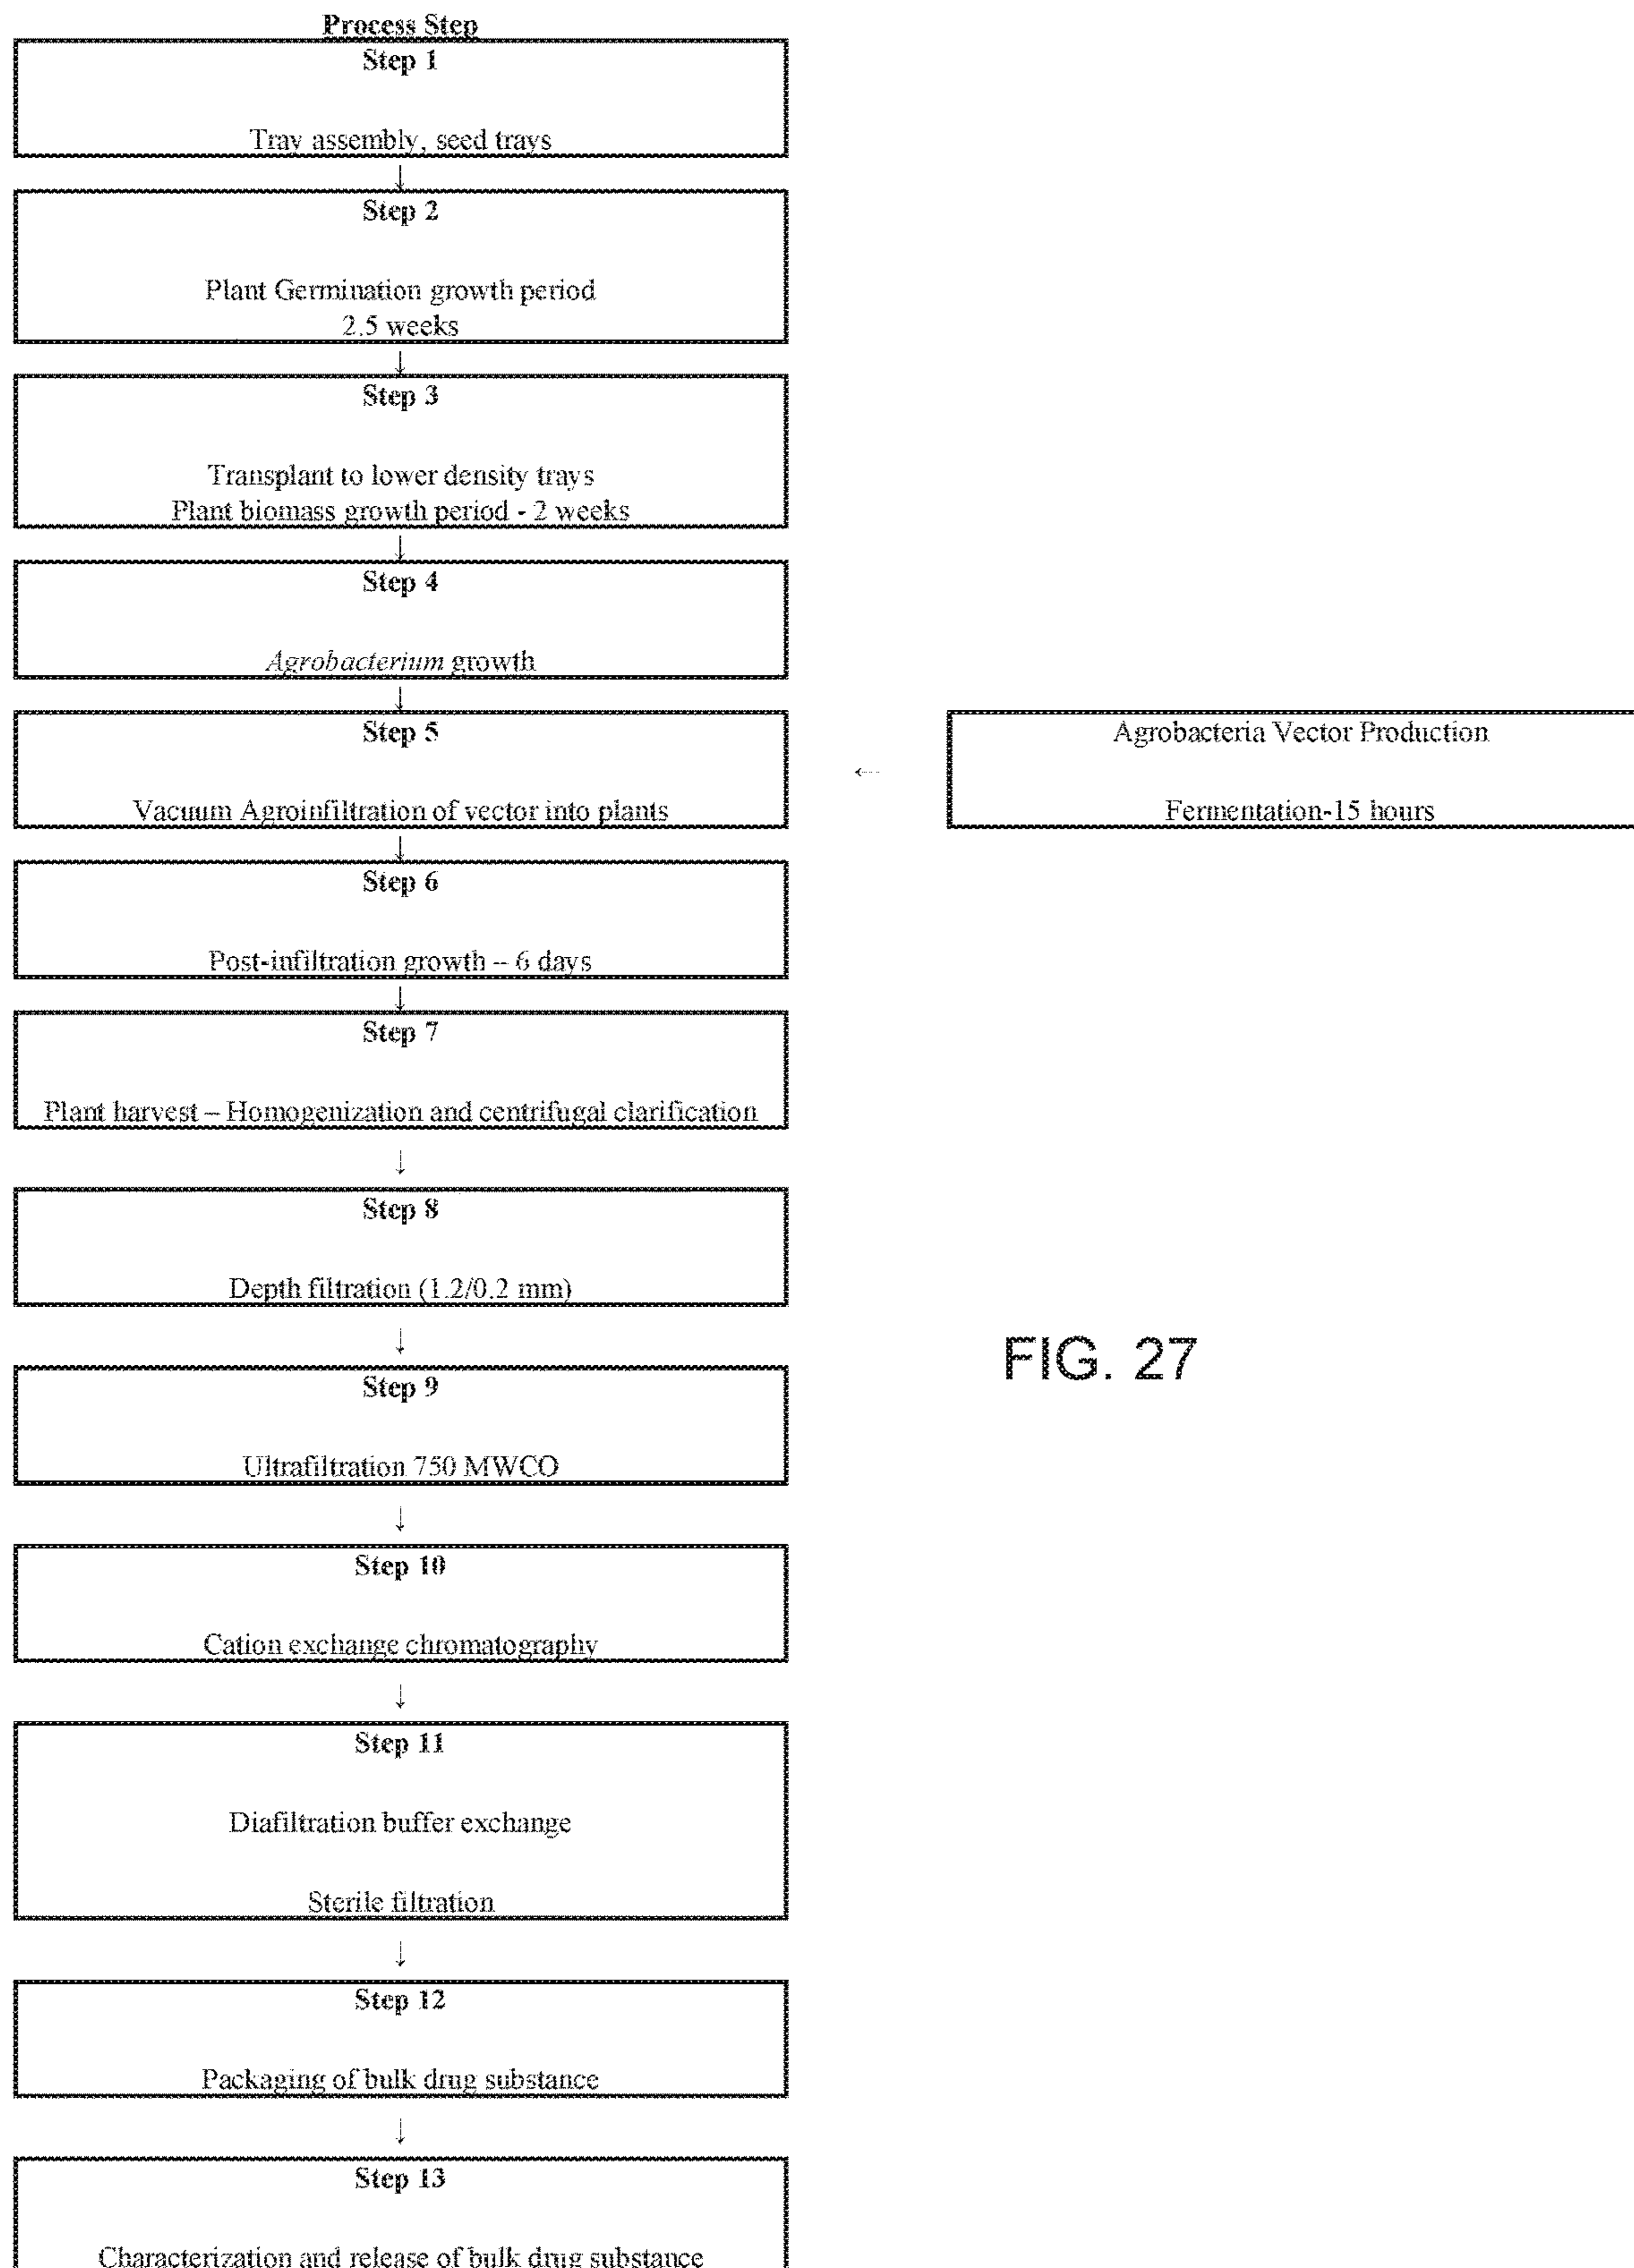 Process Step
Step 1
Tray assembly, seed trays
↓
Step 2
Plant Germination growth period
2.5 weeks
↓
Step 3
Transplant to lower density trays
Plant biomass growth period - 2 weeks
↓
Step 4
Agrobacterium growth
↓
Step 5
Vacuum Agroinfiltration of vector into plants
←
Agrobacteria Vector Production
Fermentation-15 hours
↓
Step 6
Post-infiltration growth – 6 days
↓
Step 7
Plant harvest – Homogenization and centrifugal clarification
↓
Step 8
Depth filtration (1.2/0.2 mm)
↓
Step 9
Ultrafiltration 750 MWCO
↓
Step 10
Cation exchange chromatography
↓
Step 11
Diafiltration buffer exchange
Sterile filtration
↓
Step 12
Packaging of bulk drug substance
↓
Step 13
Characterization and release of bulk drug substance
FIG. 27